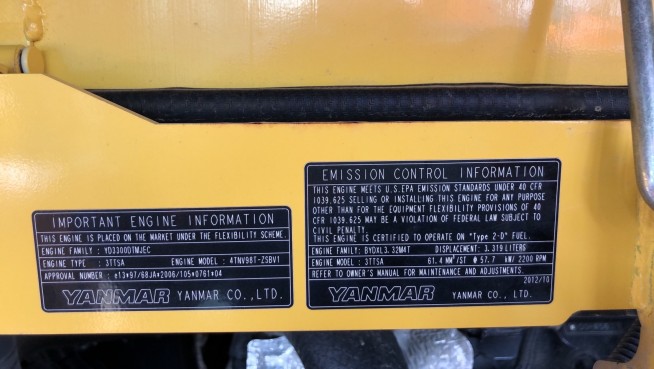 IMPORTANT ENGINE INFORMATION
THIS ENGINE IS PLACED ON THE MARKET UNDER THE FLEXIBILITY SCHEME.
ENGINE FAMILY : YD3300DTMJEC
ENGINE TYPE : 3TTSA ENGINE MODEL : 4TNV98T-ZSBV1
APPROVAL NUMBER : e13*97/68JA*2006/105*0761*04
YANMAR YANMAR CO., LTD.
EMISSION CONTROL INFORMATION
THIS ENGINE MEETS U.S.EPA EMISSION STANDARDS UNDER 40 CFR
1039.625 SELLING OR INSTALLING THIS ENGINE FOR ANY PURPOSE
OTHER THAN FOR THE EQUIPMENT FLEXIBILITY PROVISIONS OF 40
CFR 1039.625 MAY BE A VIOLATION OF FEDERAL LAW SUBJECT TO
CIVIL PENALTY.
THIS ENGINE IS CERTIFIED TO OPERATE ON "Type 2-D" FUEL.
ENGINE FAMILY: BYDXL3.32M4T DISPLACEMENT: 3.319 LITERS
ENGINE MODEL : 3TTSA 61.4 MM³/ST @ 57.7 kW/ 2200 RPM
REFER TO OWNER'S MANUAL FOR MAINTENANCE AND ADJUSTMENTS.
2012/10
YANMAR YANMAR CO., LTD.